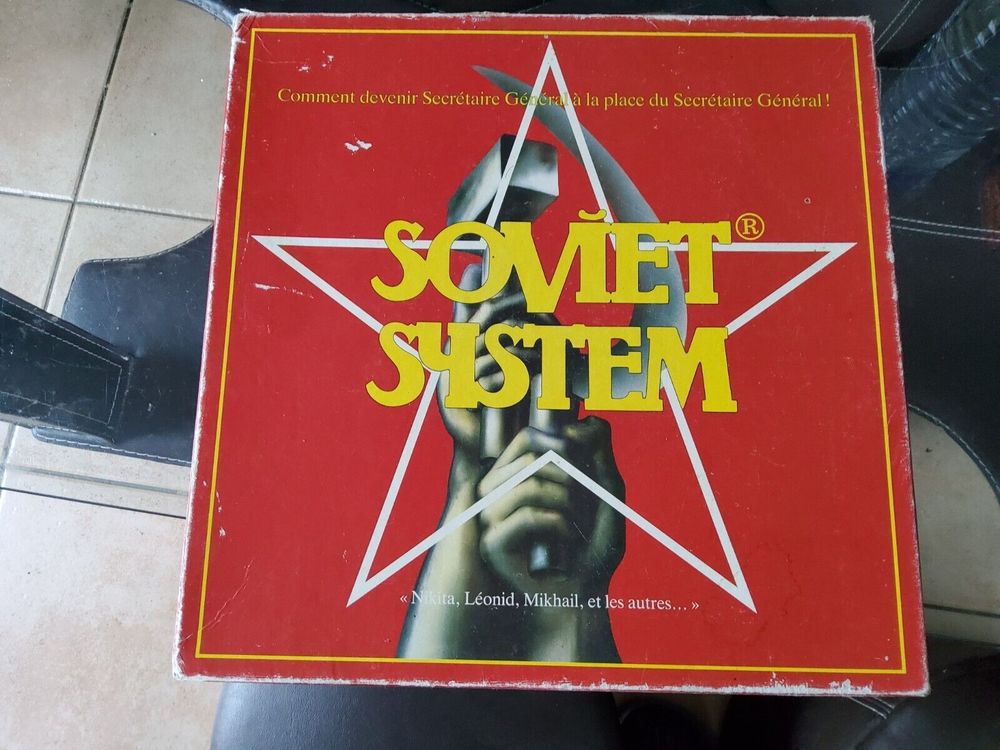 Comment devenir Secrétaire Général à la place du Secrétaire Général !
SOVIET®
SYSTEM
« Nikita, Léonid, Mikhail, et les autres... »